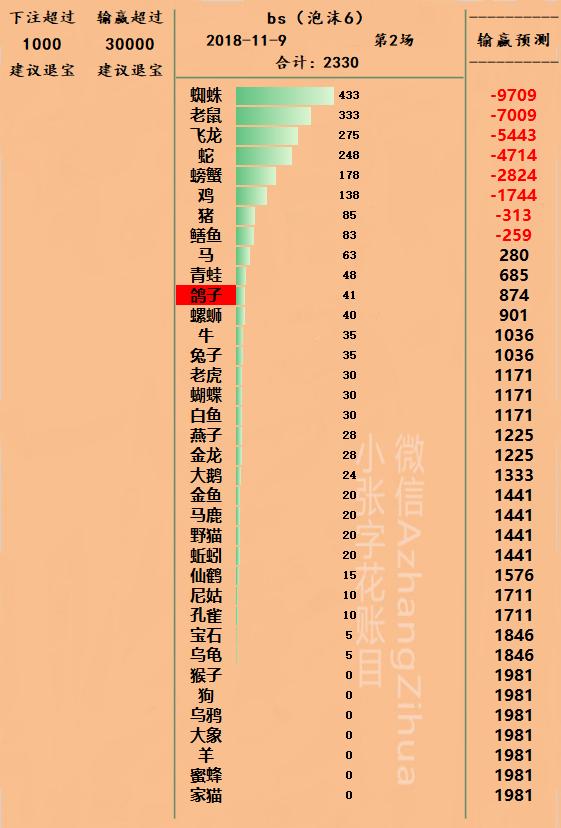 下注超过 输赢超过
1000 30000
建议退宝 建议退宝
bs（泡沫6）
2018-11-9 第2场
合计：2330
----------
输赢预测
----------
蜘蛛 433 -9709
老鼠 333 -7009
飞龙 275 -5443
蛇 248 -4714
螃蟹 178 -2824
鸡 138 -1744
猪 85 -313
鳝鱼 83 -259
马 63 280
青蛙 48 685
鸽子 41 874
螺蛳 40 901
牛 35 1036
兔子 35 1036
老虎 30 1171
蝴蝶 30 1171
白鱼 30 1171
燕子 28 1225
金龙 28 1225
大鹅 24 1333
金鱼 20 1441
马鹿 20 1441
野猫 20 1441
蚯蚓 20 1441
仙鹤 15 1576
尼姑 10 1711
孔雀 10 1711
宝石 5 1846
乌龟 5 1846
猴子 0 1981
狗 0 1981
乌鸦 0 1981
大象 0 1981
羊 0 1981
蜜蜂 0 1981
家猫 0 1981
微信AzhangZihua
小张字花账目